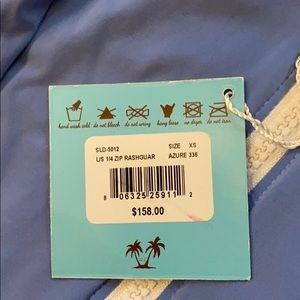 hand wash cold do not bleach do not wring hang loose no dryer do not iron
SLD-5012 SIZE XS
L/S 1/4 ZIP RASHGUAR AZURE 336
8 06325 25911 2
$158.00